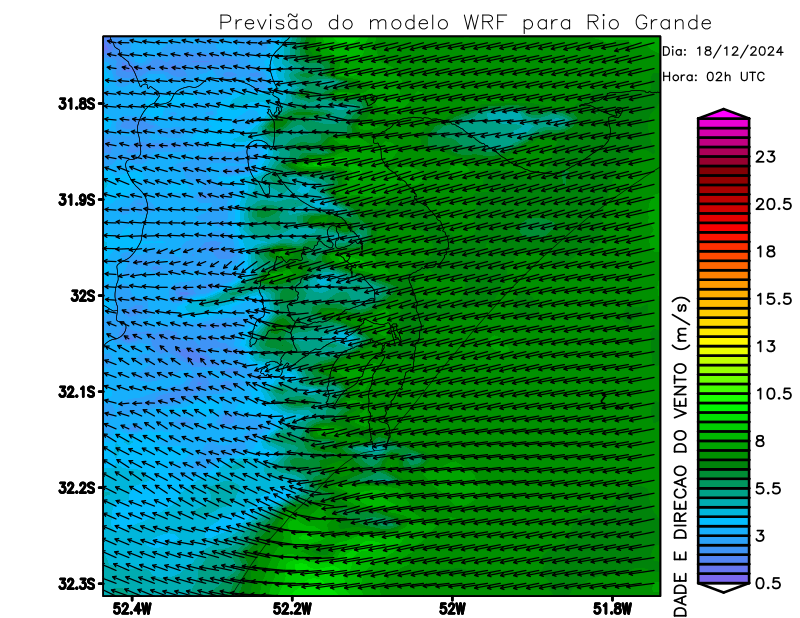 Previsão do modelo WRF para Rio Grande
Dia: 18/12/2024
Hora: 02h UTC
31.8S
31.9S
32S
32.1S
32.2S
32.3S
52.4W
52.2W
52W
51.8W
23
20.5
18
15.5
13
10.5
8
5.5
3
0.5
DADE E DIRECAO DO VENTO (m/s)